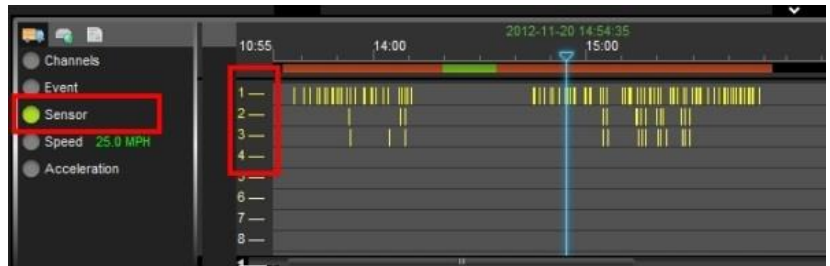 2012-11-20 14:54:35
10:55 14:00 15:00
Channels
Event
Sensor
Speed 25.0 MPH
Acceleration
1
2
3
4
5
6
7
8